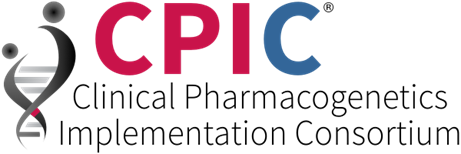 CPIC®
Clinical Pharmacogenetics
Implementation Consortium